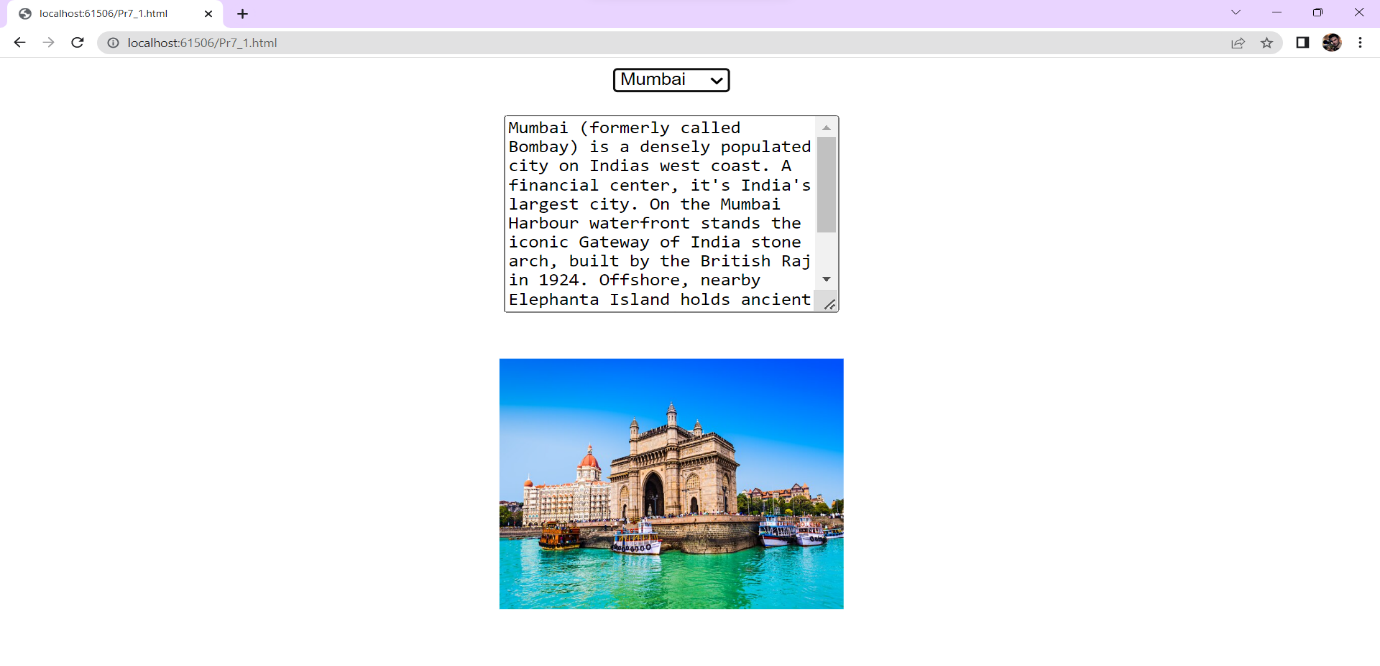 localhost:61506/Pr7_1.html
localhost:61506/Pr7_1.html
Mumbai
Mumbai (formerly called
Bombay) is a densely populated
city on Indias west coast. A
financial center, it's India's
largest city. On the Mumbai
Harbour waterfront stands the
iconic Gateway of India stone
arch, built by the British Raj
in 1924. Offshore, nearby
Elephanta Island holds ancient